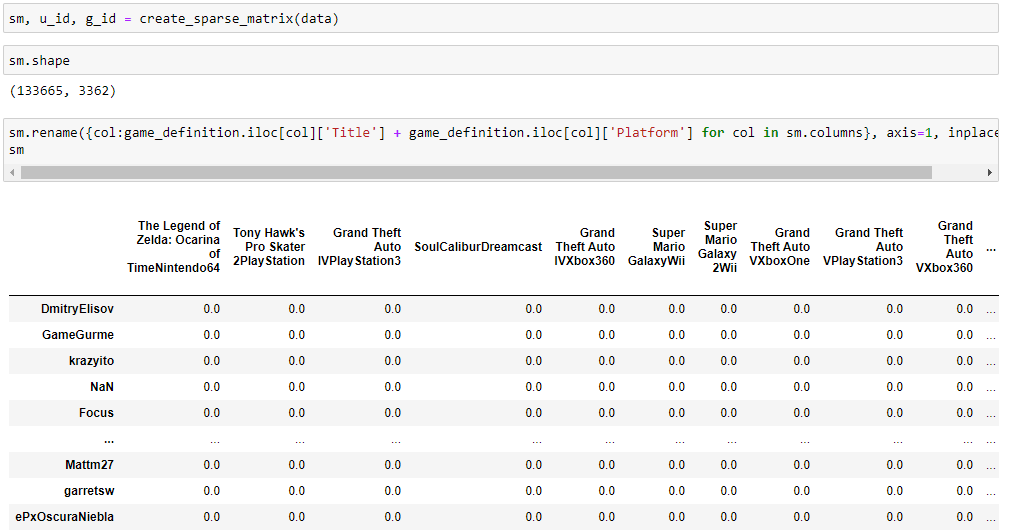 sm, u_id, g_id = create_sparse_matrix(data)
sm.shape
(133665, 3362)
sm.rename({col:game_definition.iloc[col]['Title'] + game_definition.iloc[col]['Platform'] for col in sm.columns}, axis=1, inplace
sm
The Legend of Zelda: Ocarina of TimeNintendo64 Tony Hawk's Pro Skater 2PlayStation Grand Theft Auto IVPlayStation3 SoulCaliburDreamcast Grand Theft Auto IVXbox360 Super Mario GalaxyWii Super Mario Galaxy 2Wii Grand Theft Auto VXboxOne Grand Theft Auto VPlayStation3 Grand Theft Auto VXbox360 ...
DmitryElisov 0.0 0.0 0.0 0.0 0.0 0.0 0.0 0.0 0.0 0.0 ...
GameGurme 0.0 0.0 0.0 0.0 0.0 0.0 0.0 0.0 0.0 0.0 ...
krazyito 0.0 0.0 0.0 0.0 0.0 0.0 0.0 0.0 0.0 0.0 ...
NaN 0.0 0.0 0.0 0.0 0.0 0.0 0.0 0.0 0.0 0.0 ...
Focus 0.0 0.0 0.0 0.0 0.0 0.0 0.0 0.0 0.0 0.0 ...
... ... ... ... ... ... ... ... ... ... ... ...
Mattm27 0.0 0.0 0.0 0.0 0.0 0.0 0.0 0.0 0.0 0.0 ...
garretsw 0.0 0.0 0.0 0.0 0.0 0.0 0.0 0.0 0.0 0.0 ...
ePxOscuraNiebla 0.0 0.0 0.0 0.0 0.0 0.0 0.0 0.0 0.0 0.0 ...